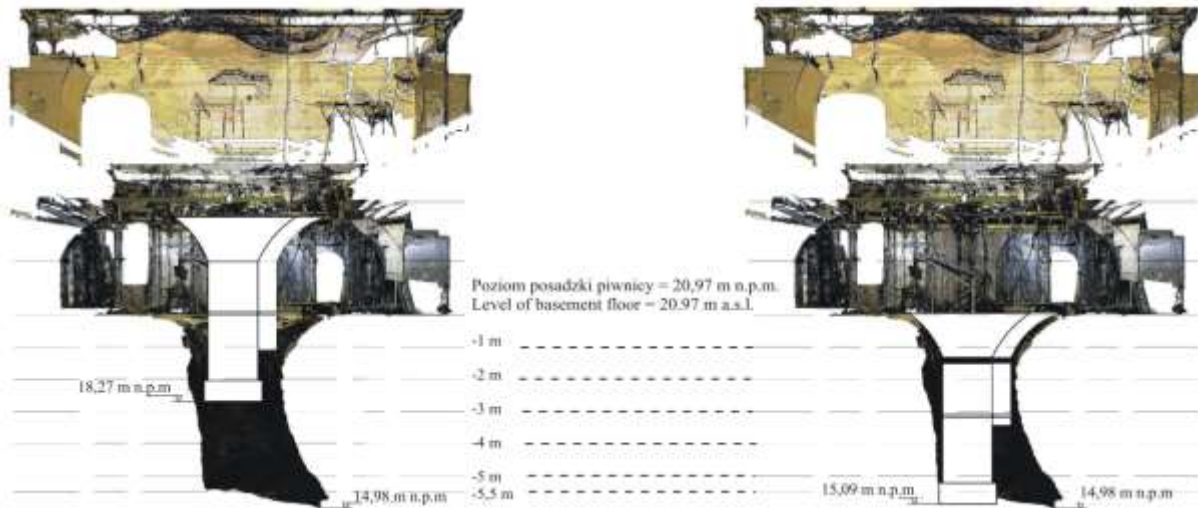 Poziom posadzki piwnicy = 20,97 m n.p.m.
Level of basement floor = 20.97 m a.s.l.
-1 m
-2 m
18,27 m n.p.m
-3 m
-4 m
-5 m
-5,5 m
14,98 m n.p.m
15,09 m n.p.m
14,98 m n.p.m